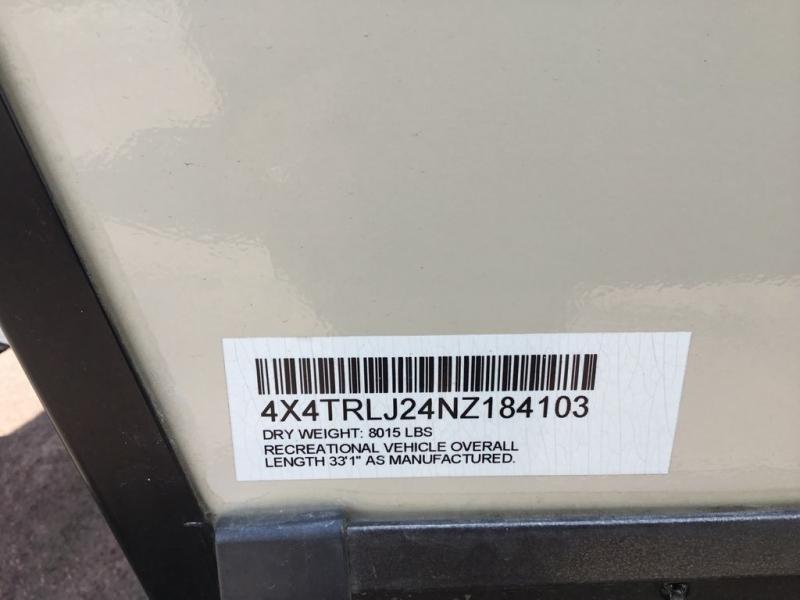 4X4TRLJ24NZ184103
DRY WEIGHT: 8015 LBS
RECREATIONAL VEHICLE OVERALL
LENGTH 33'1" AS MANUFACTURED.